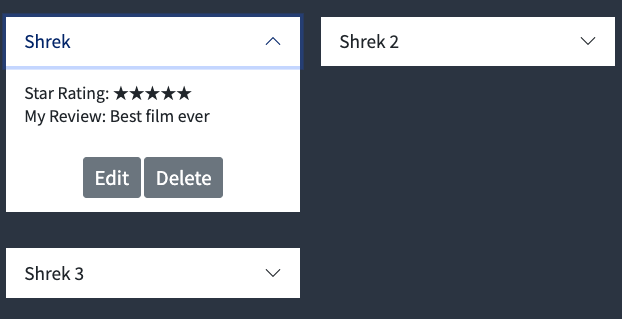 Shrek
Shrek 2
Star Rating: ★★★★★
My Review: Best film ever
Edit Delete
Shrek 3